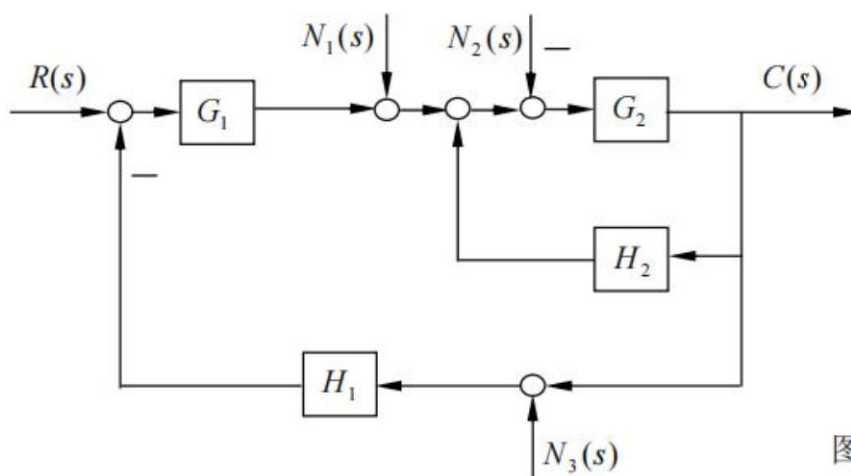 N₁(s) N₂(s) —
R(s) G₁ G₂ C(s)
—
H₂
H₁
N₃(s) 图